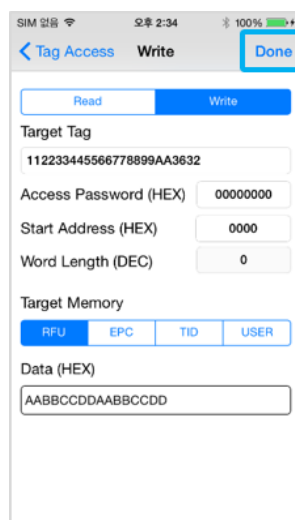 SIM 없음 오후 2:34 100%
Tag Access Write Done
Read Write
Target Tag
112233445566778899AA3632
Access Password (HEX) 00000000
Start Address (HEX) 0000
Word Length (DEC) 0
Target Memory
RFU EPC TID USER
Data (HEX)
AABBCCDDAABBCCDD